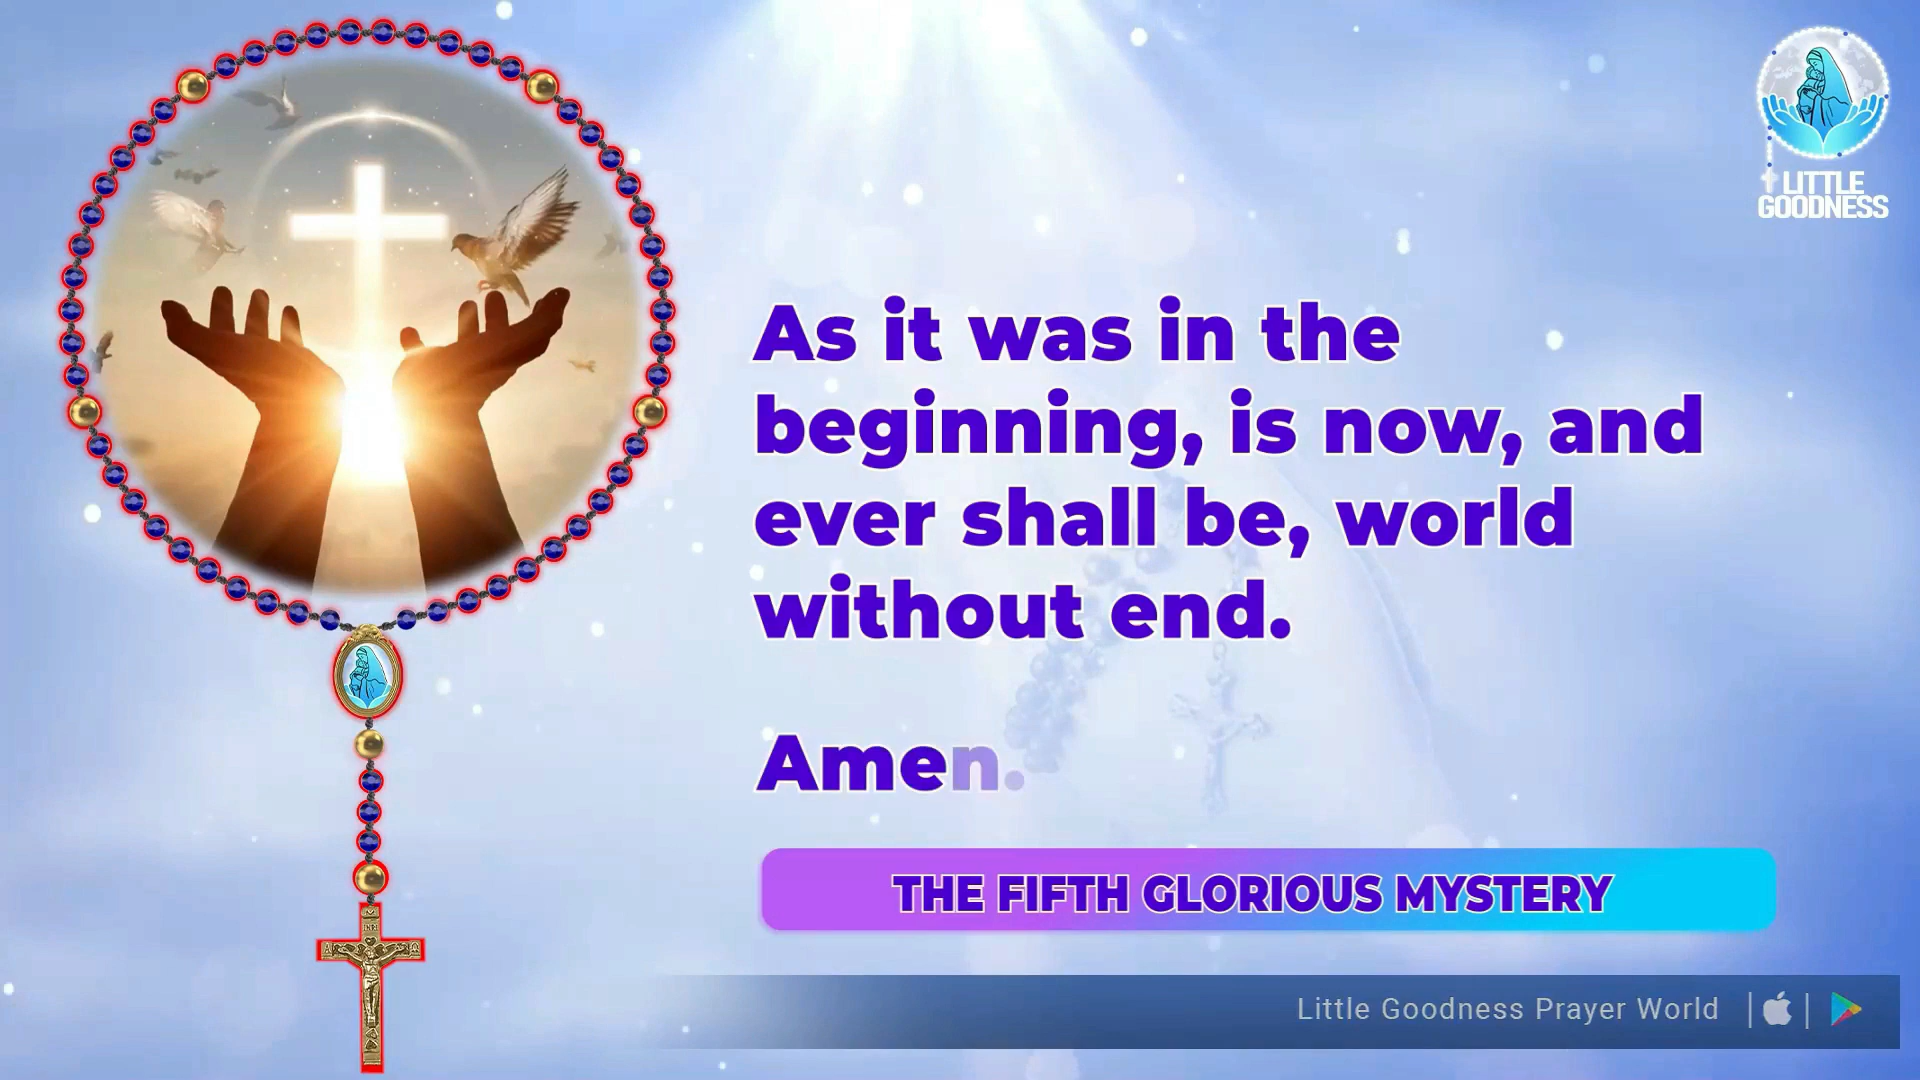 LITTLE
GOODNESS
As it was in the
beginning, is now, and
ever shall be, world
without end.
Amen.
THE FIFTH GLORIOUS MYSTERY
INRI
Little Goodness Prayer World